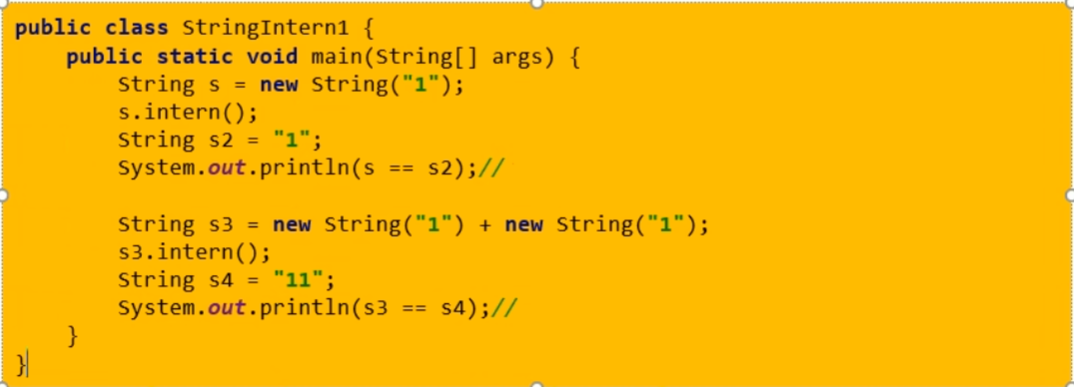 public class StringIntern1 {
    public static void main(String[] args) {
        String s = new String("1");
        s.intern();
        String s2 = "1";
        System.out.println(s == s2);//

        String s3 = new String("1") + new String("1");
        s3.intern();
        String s4 = "11";
        System.out.println(s3 == s4);//
    }
}